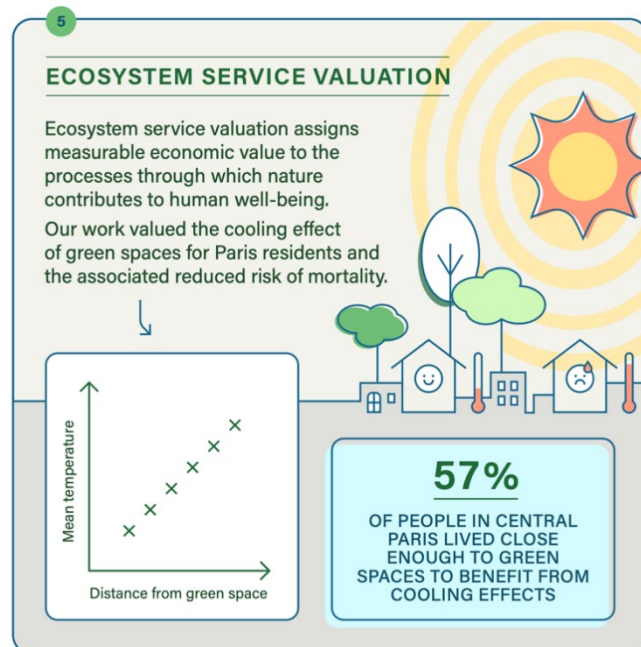 5
ECOSYSTEM SERVICE VALUATION
Ecosystem service valuation assigns
measurable economic value to the
processes through which nature
contributes to human well-being.
Our work valued the cooling effect
of green spaces for Paris residents and
the associated reduced risk of mortality.
Mean temperature
Distance from green space
57%
OF PEOPLE IN CENTRAL
PARIS LIVED CLOSE
ENOUGH TO GREEN
SPACES TO BENEFIT FROM
COOLING EFFECTS